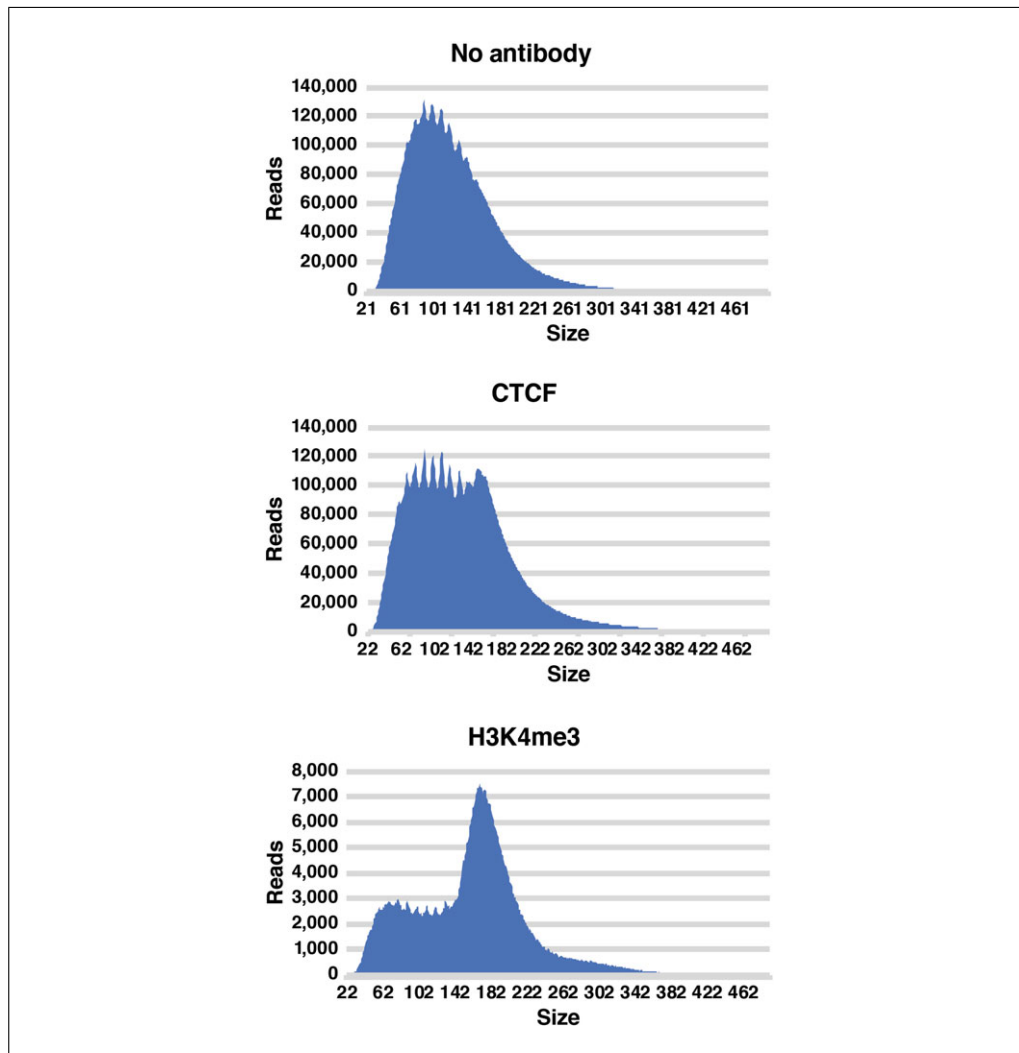 No antibody
140,000
120,000
100,000
80,000
60,000
40,000
20,000
0
Reads
21 61 101 141 181 221 261 301 341 381 421 461
Size
CTCF
140,000
120,000
100,000
80,000
60,000
40,000
20,000
0
Reads
22 62 102 142 182 222 262 302 342 382 422 462
Size
H3K4me3
8,000
7,000
6,000
5,000
4,000
3,000
2,000
1,000
0
Reads
22 62 102 142 182 222 262 302 342 382 422 462
Size